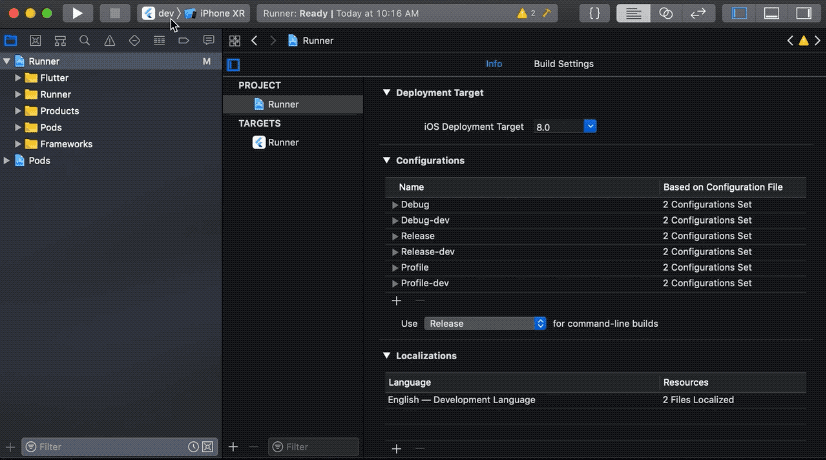 dev iPhone XR Runner: Ready | Today at 10:16 AM 2
Runner M Runner
Flutter
Runner
Products
Pods
Frameworks
Pods
Filter
PROJECT
Runner
TARGETS
Runner
Filter
Info Build Settings
Deployment Target
iOS Deployment Target 8.0
Configurations
Name Based on Configuration File
Debug 2 Configurations Set
Debug-dev 2 Configurations Set
Release 2 Configurations Set
Release-dev 2 Configurations Set
Profile 2 Configurations Set
Profile-dev 2 Configurations Set
Use Release for command-line builds
Localizations
Language Resources
English — Development Language 2 Files Localized